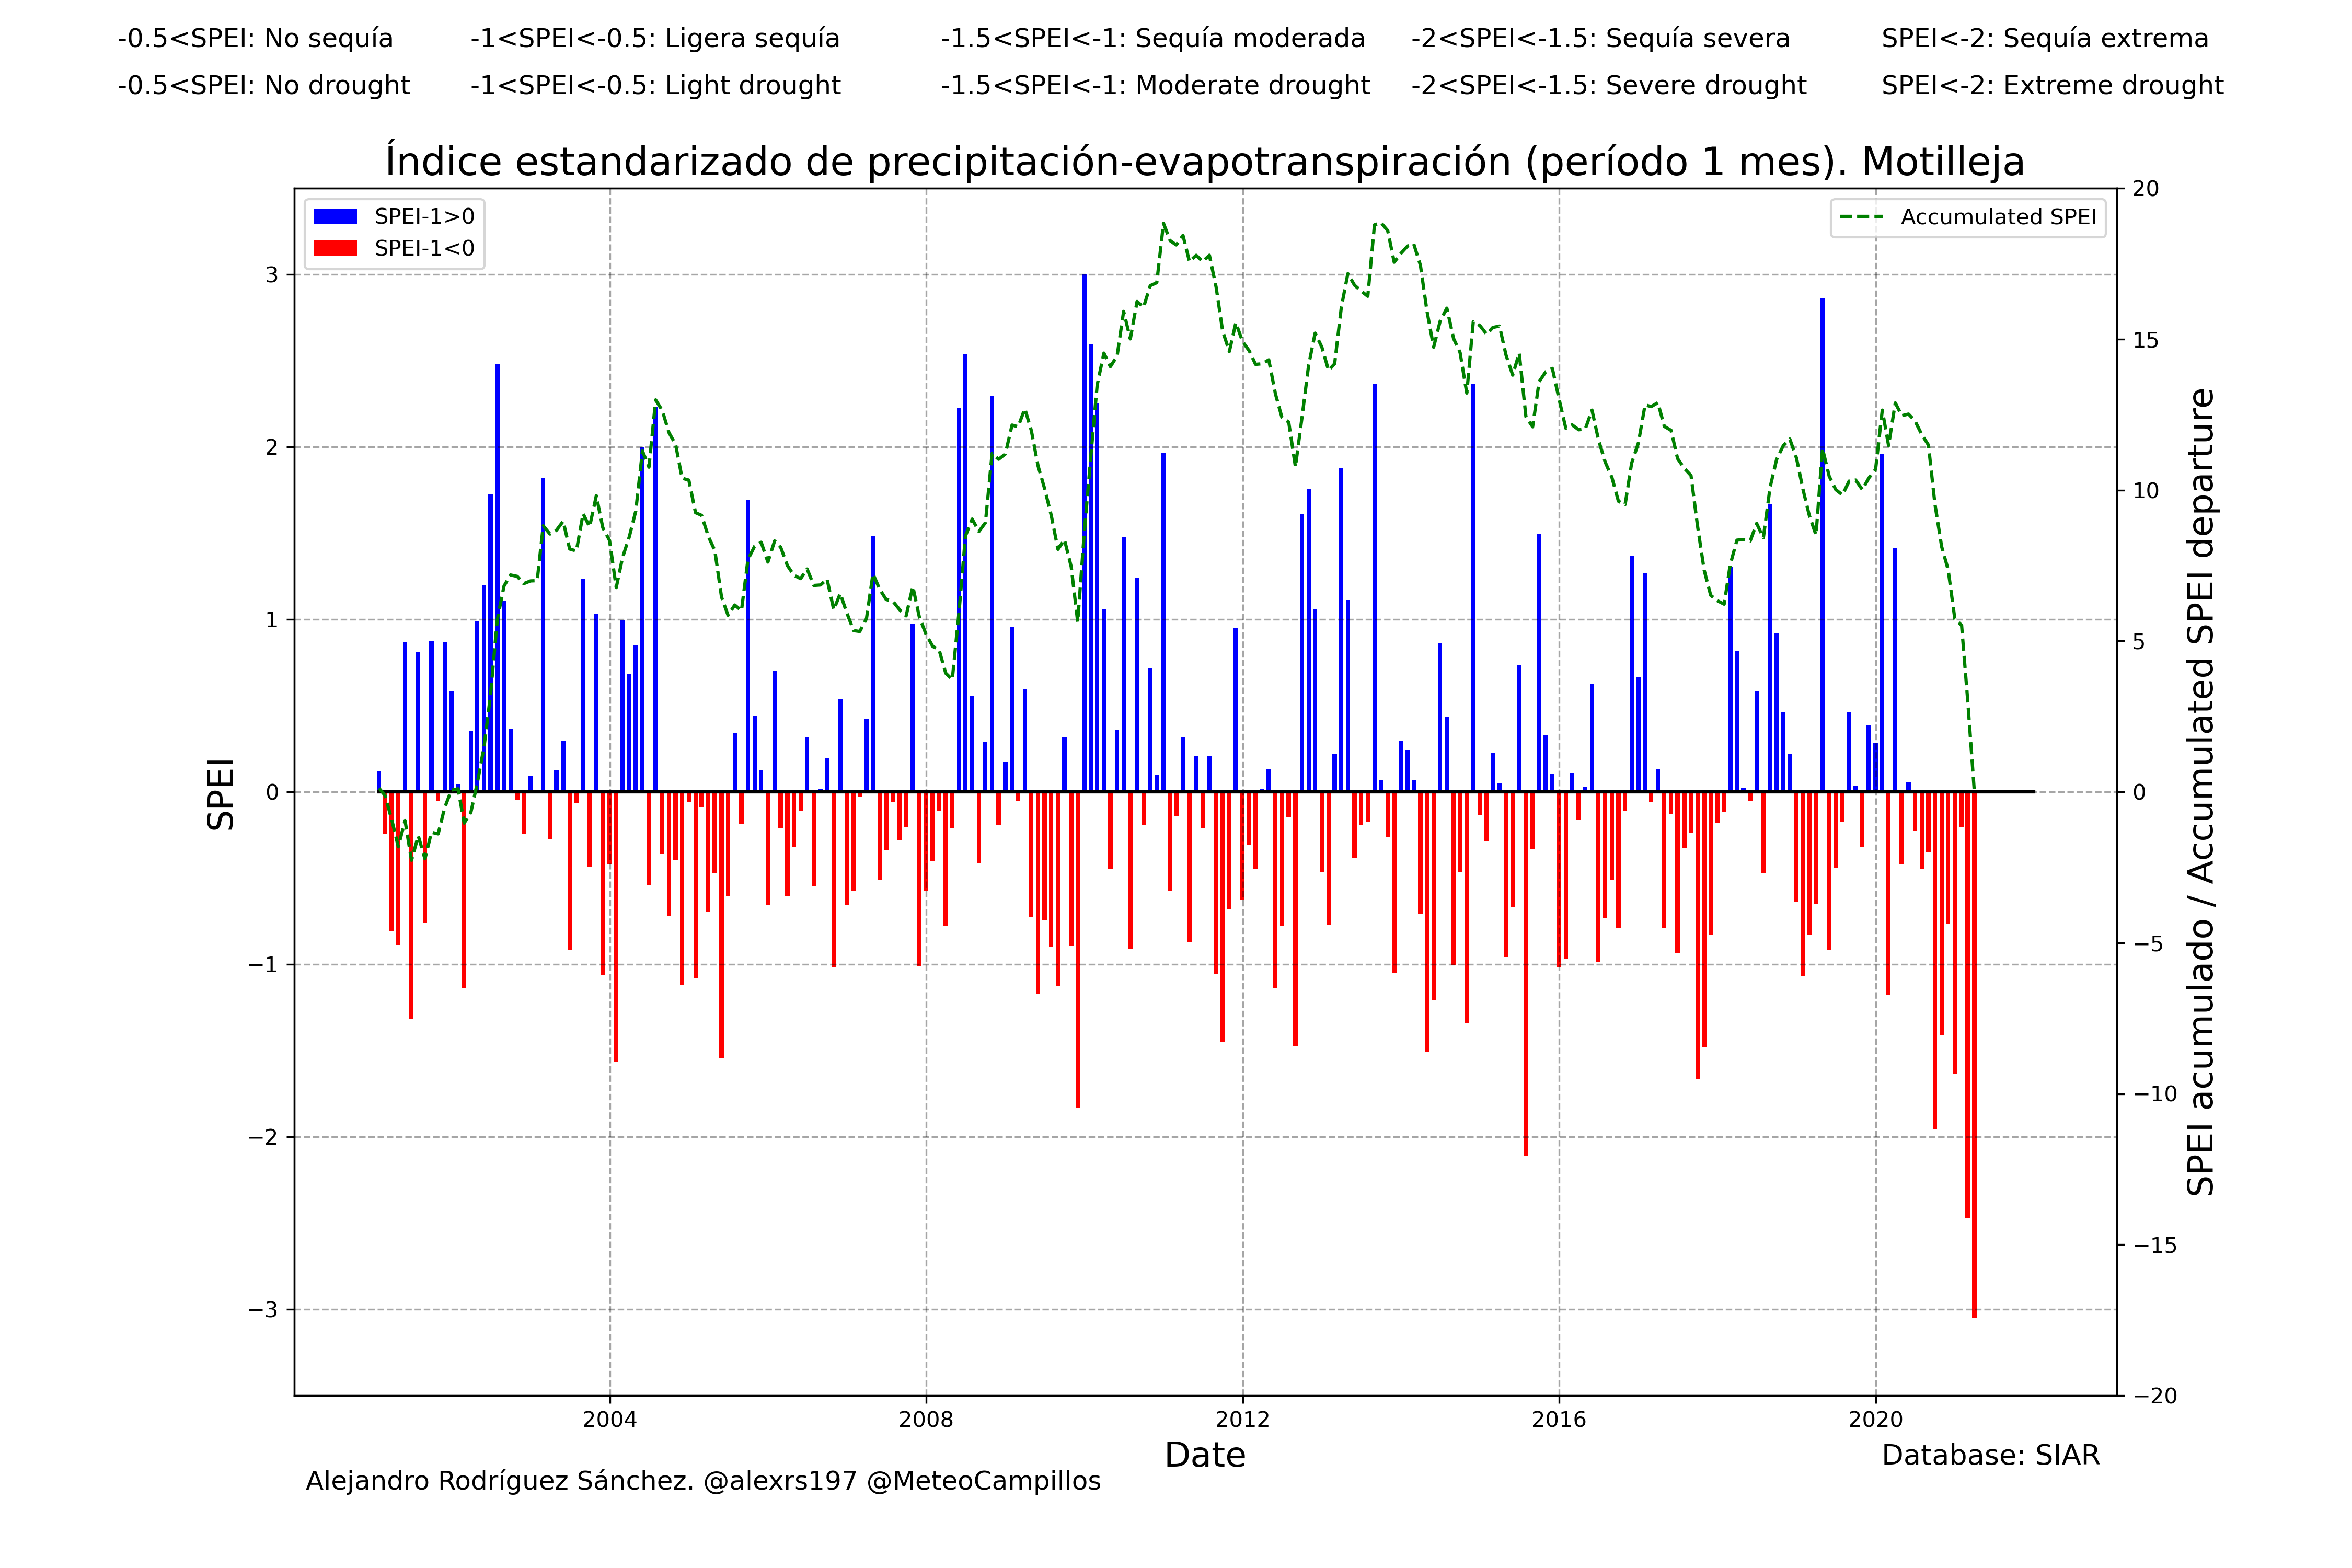 -0.5<SPEI: No sequía -1<SPEI<-0.5: Ligera sequía -1.5<SPEI<-1: Sequía moderada -2<SPEI<-1.5: Sequía severa SPEI<-2: Sequía extrema
-0.5<SPEI: No drought -1<SPEI<-0.5: Light drought -1.5<SPEI<-1: Moderate drought -2<SPEI<-1.5: Severe drought SPEI<-2: Extreme drought
Índice estandarizado de precipitación-evapotranspiración (período 1 mes). Motilleja
SPEI-1>0
SPEI-1<0
Accumulated SPEI
SPEI
3
2
1
0
−1
−2
−3
20
15
10
5
0
−5
−10
−15
−20
SPEI acumulado / Accumulated SPEI departure
2004 2008 2012 2016 2020
Date
Database: SIAR
Alejandro Rodríguez Sánchez. @alexrs197 @MeteoCampillos